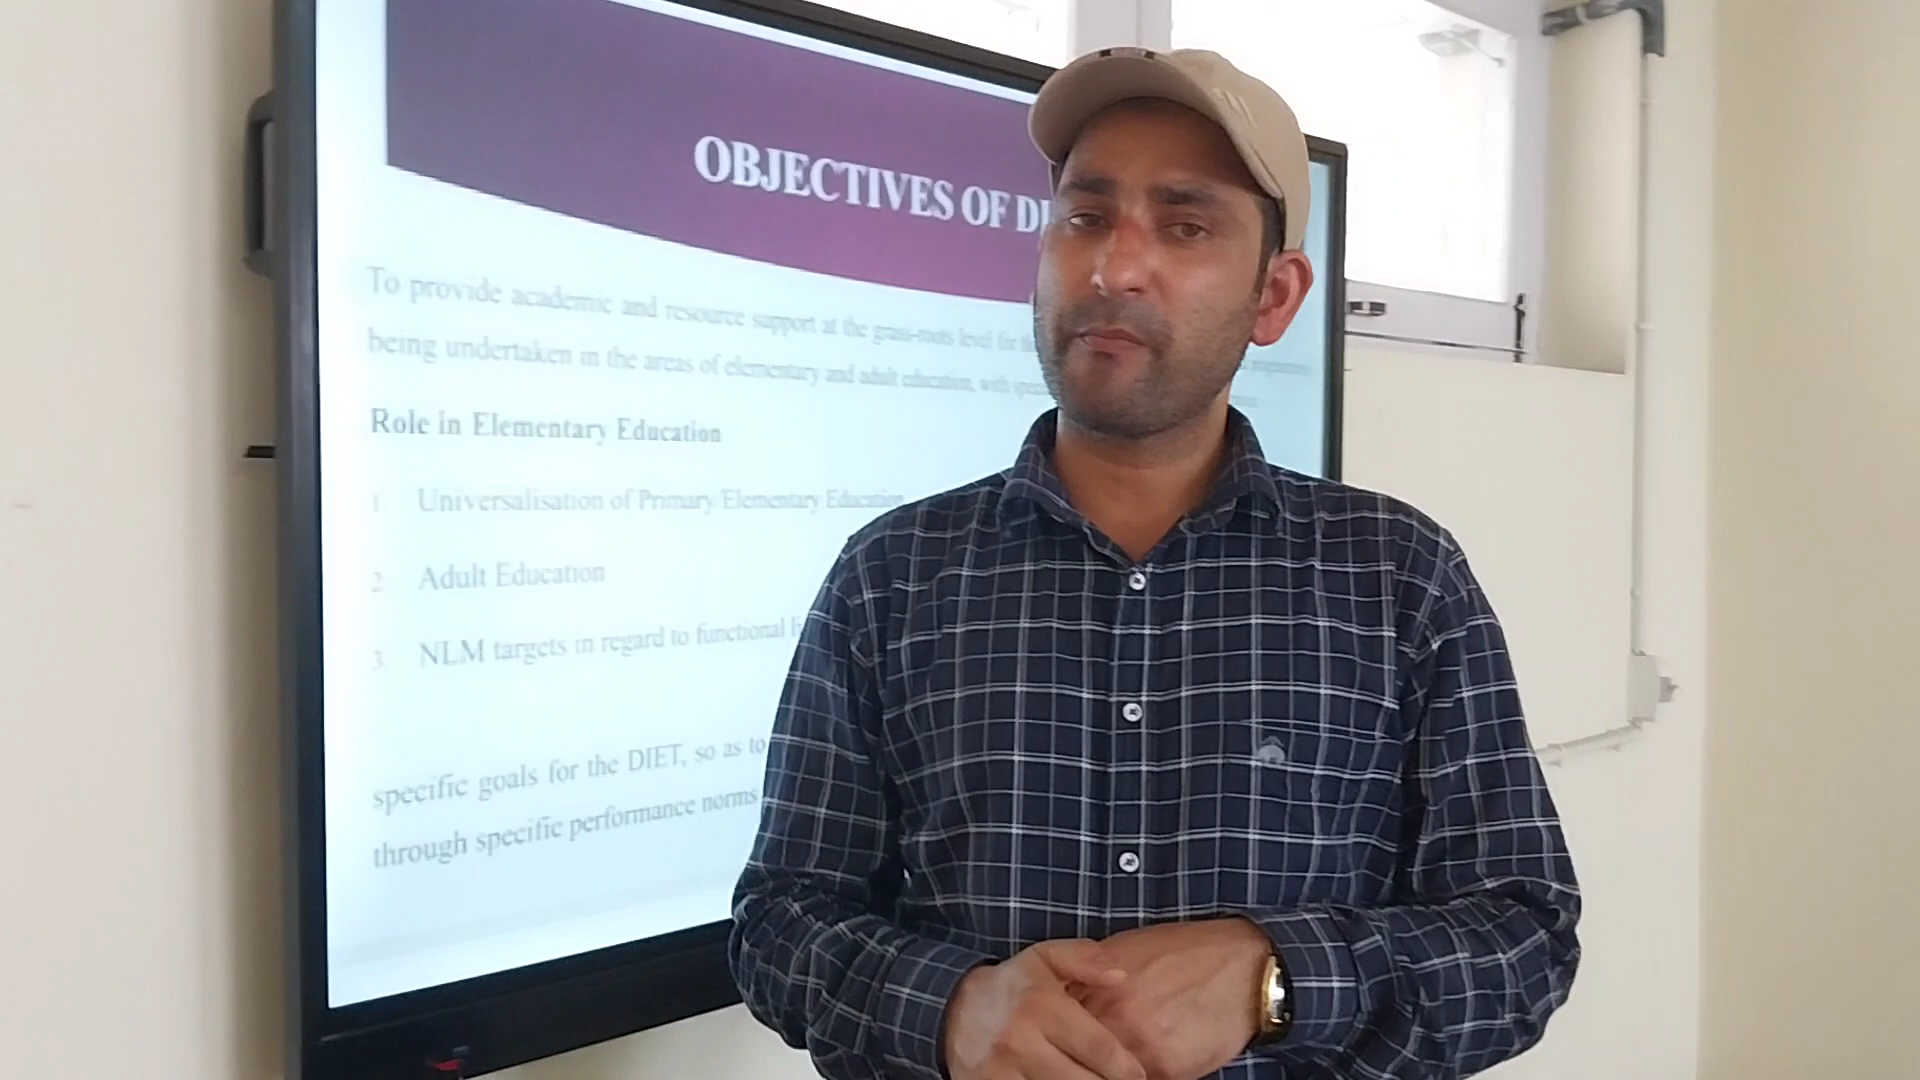 OBJECTIVES OF DI
To provide academic and resource support at the grass-roots level for
being undertaken in the areas of elementary and adult education, with
Role in Elementary Education
1. Universalisation of Primary/Elementary Education
2. Adult Education
3. NLM targets in regard to functional
specific goals for the DIET, so as to
through specific performance norms